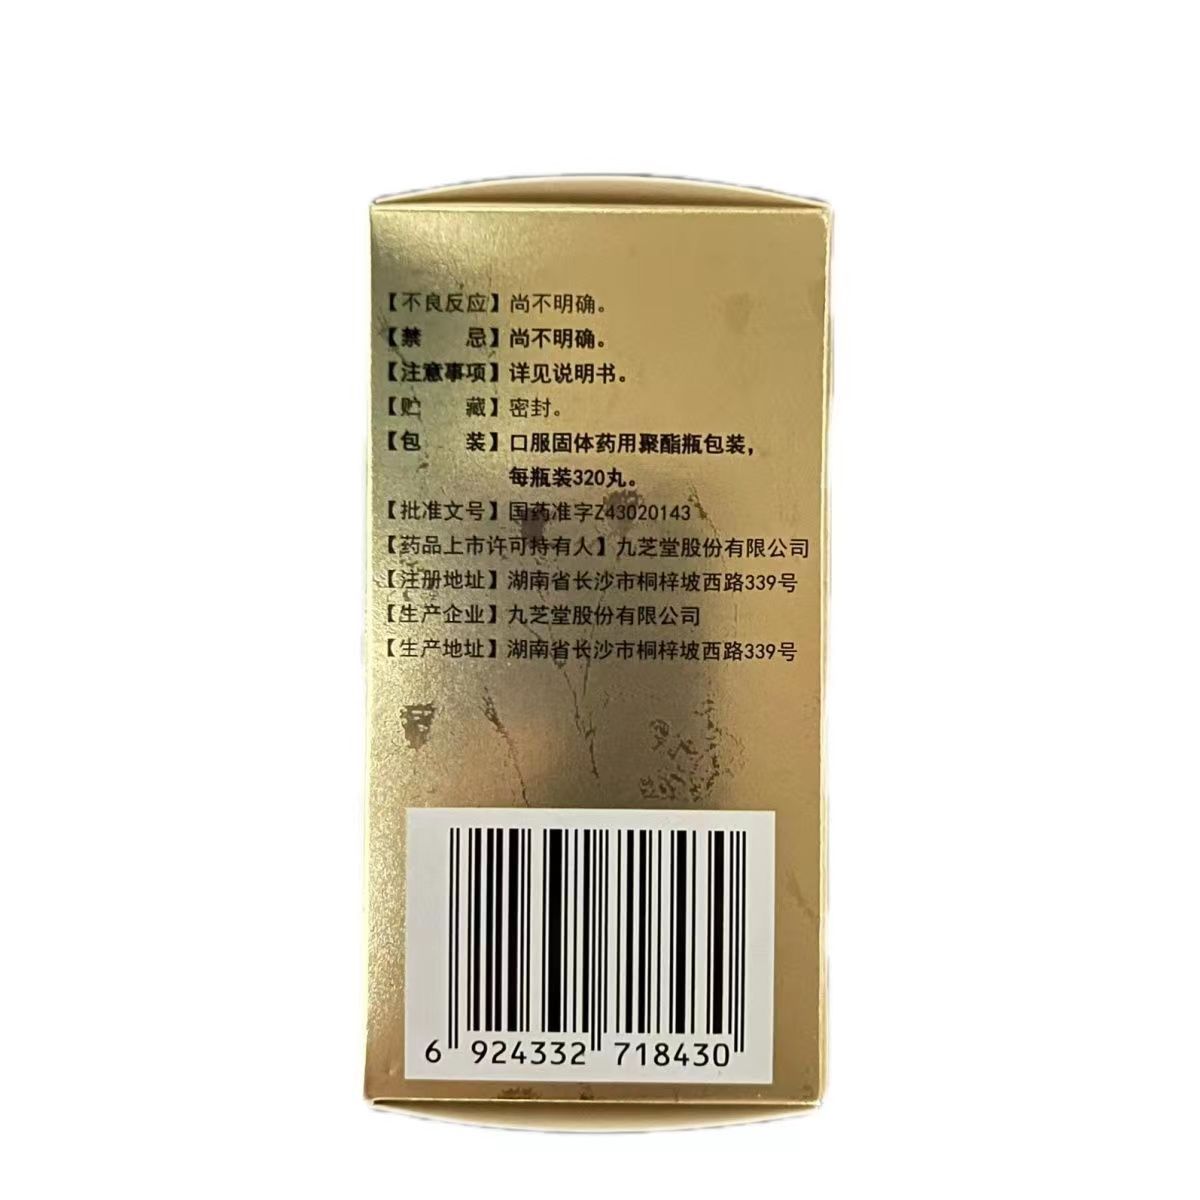 【不良反应】尚不明确。
【禁 忌】尚不明确。
【注意事项】详见说明书。
【贮 藏】密封。
【包 装】口服固体药用聚酯瓶包装，
每瓶装320丸。
【批准文号】国药准字Z43020143
【药品上市许可持有人】九芝堂股份有限公司
【注册地址】湖南省长沙市桐梓坡西路339号
【生产企业】九芝堂股份有限公司
【生产地址】湖南省长沙市桐梓坡西路339号
6 924332 718430